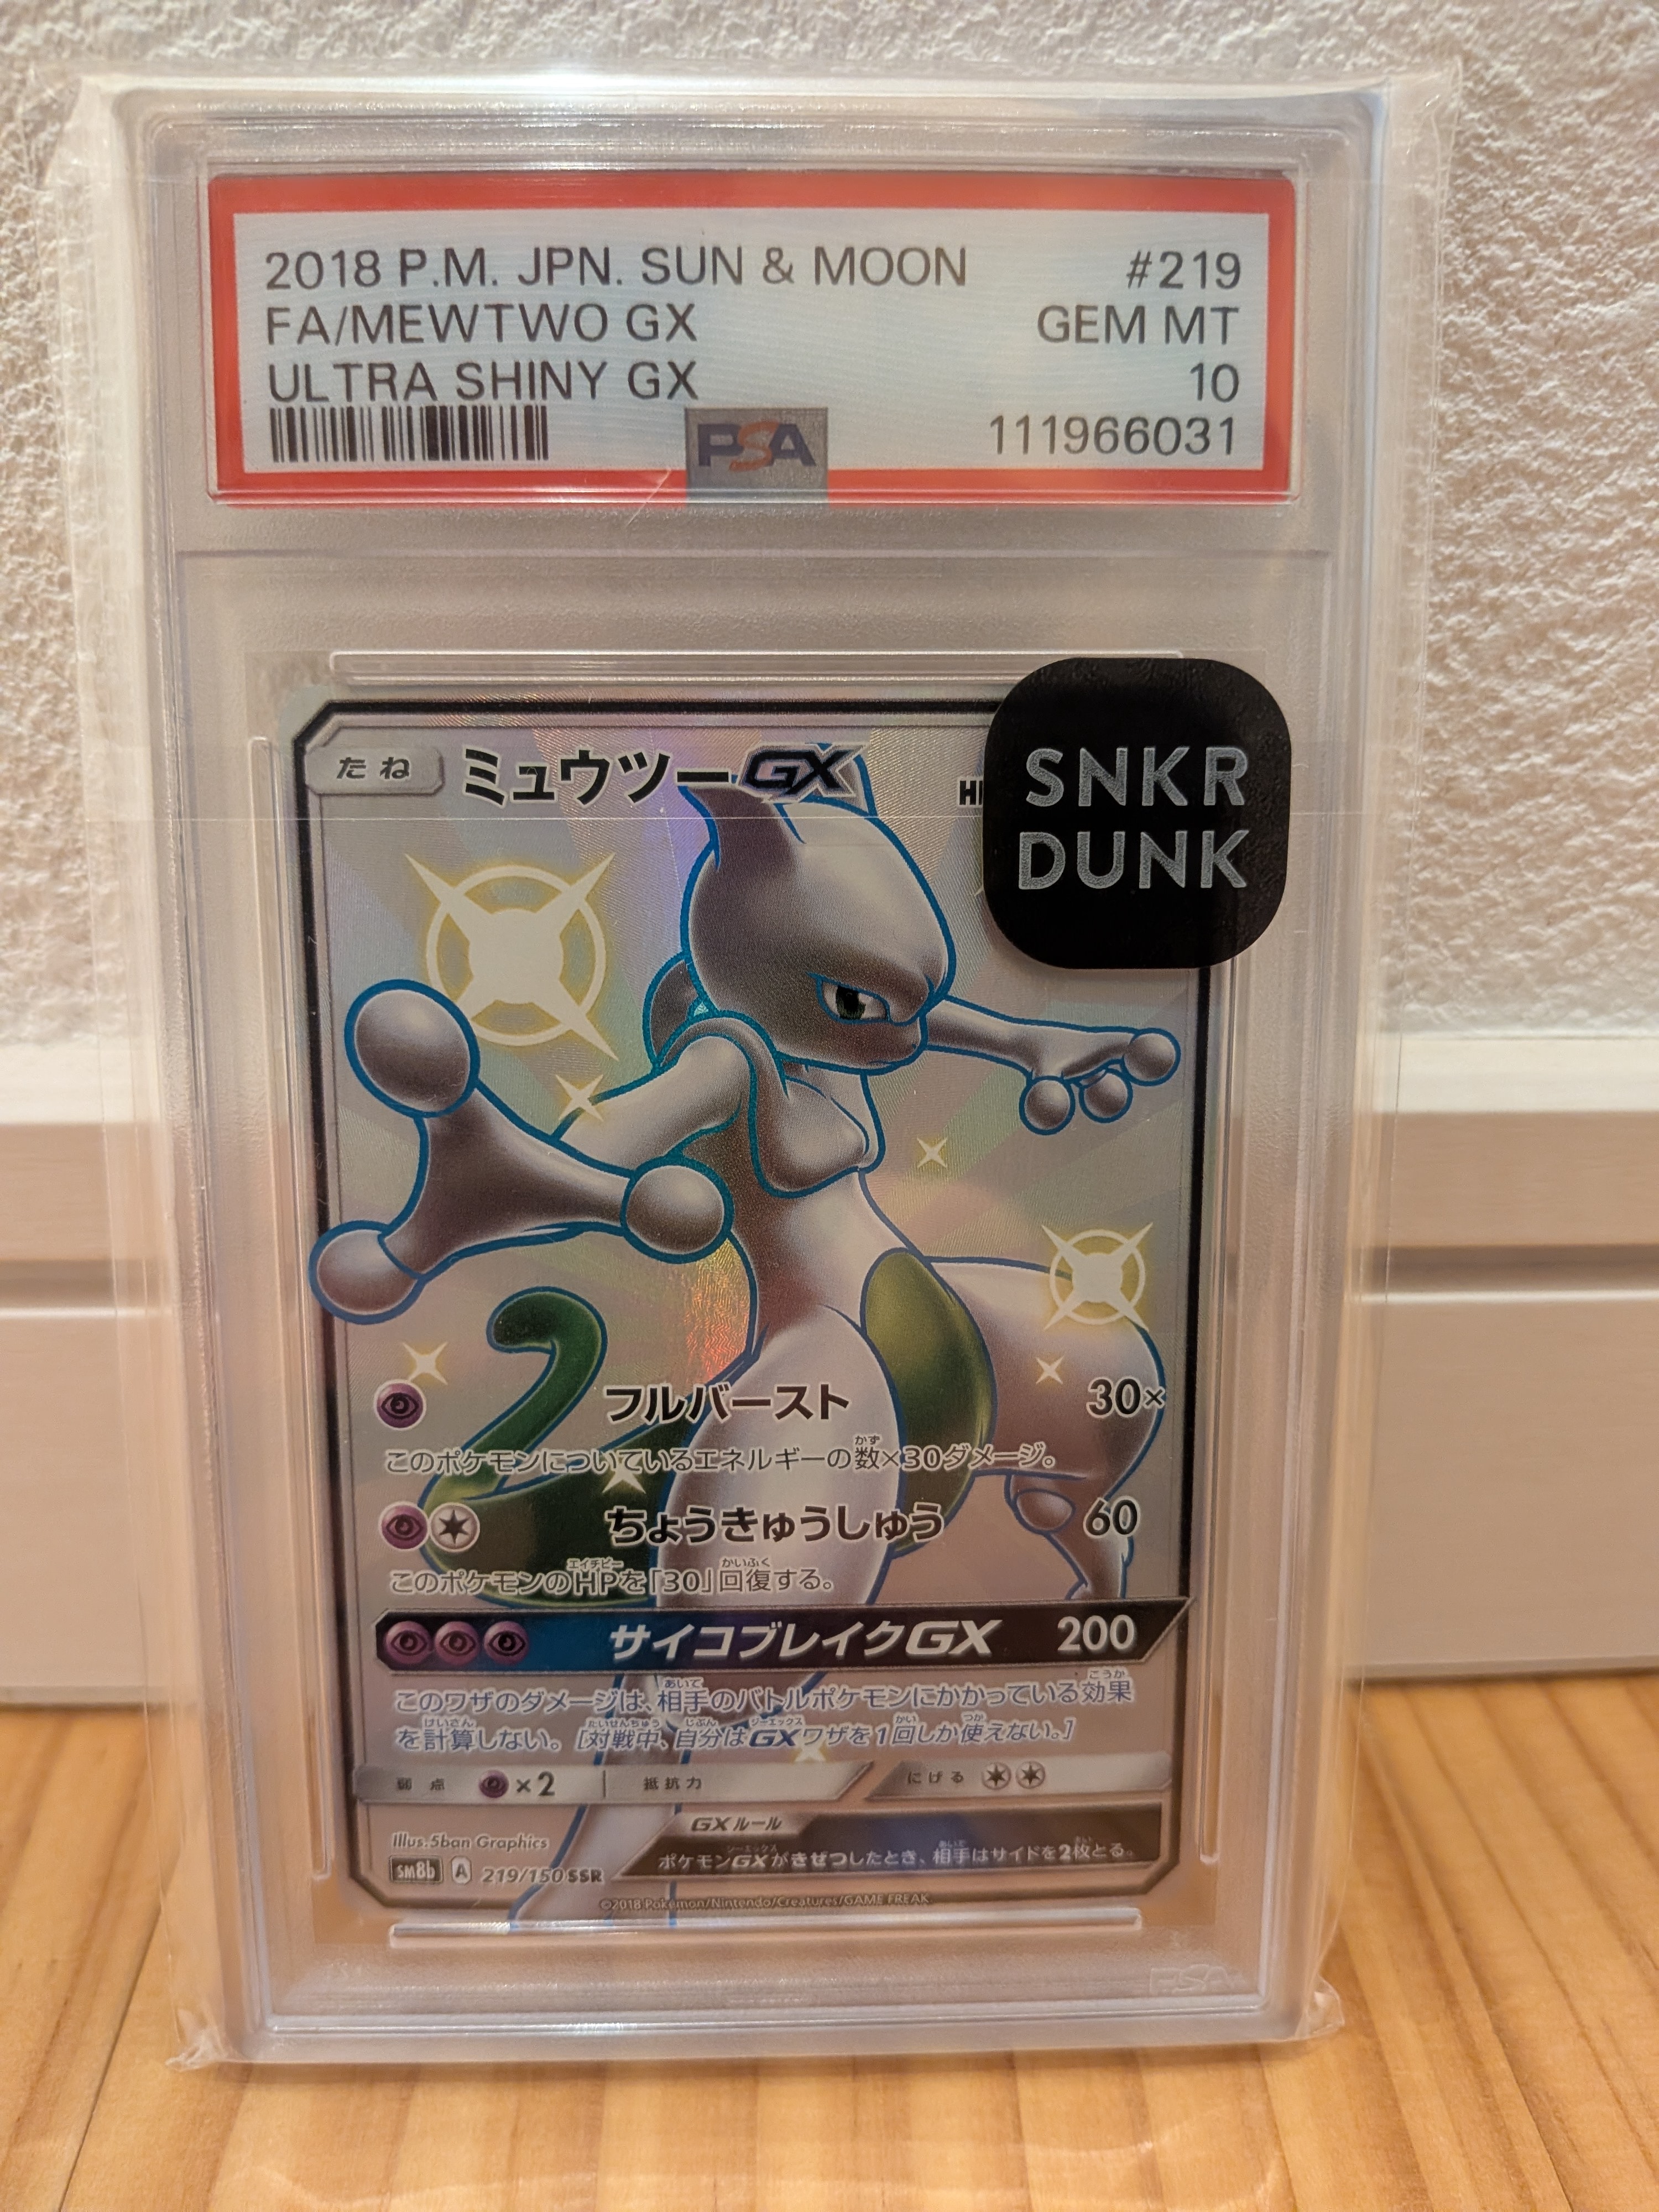 2018 P.M. JPN. SUN & MOON #219
FA/MEWTWO GX GEM MT
ULTRA SHINY GX 10
PSA 111966031
たね ミュウツーGX
SNKR
DUNK
フルバースト 30×
このポケモンについているエネルギーの数×30ダメージ。
ちょうきゅうしゅう 60
このポケモンのHPを「30」回復する。
サイコブレイクGX 200
このワザのダメージは、相手のバトルポケモンにかかっている効果
を計算しない。[対戦中、自分はGXワザを1回しか使えない。]
弱点 ×2 抵抗力 にげる
GXルール
ポケモンGXがきぜつしたとき、相手はサイドを2枚とる。
Illus.5ban Graphics
SM8b A 219/150 SSR
©2018 Pokémon/Nintendo/Creatures/GAME FREAK
PSA